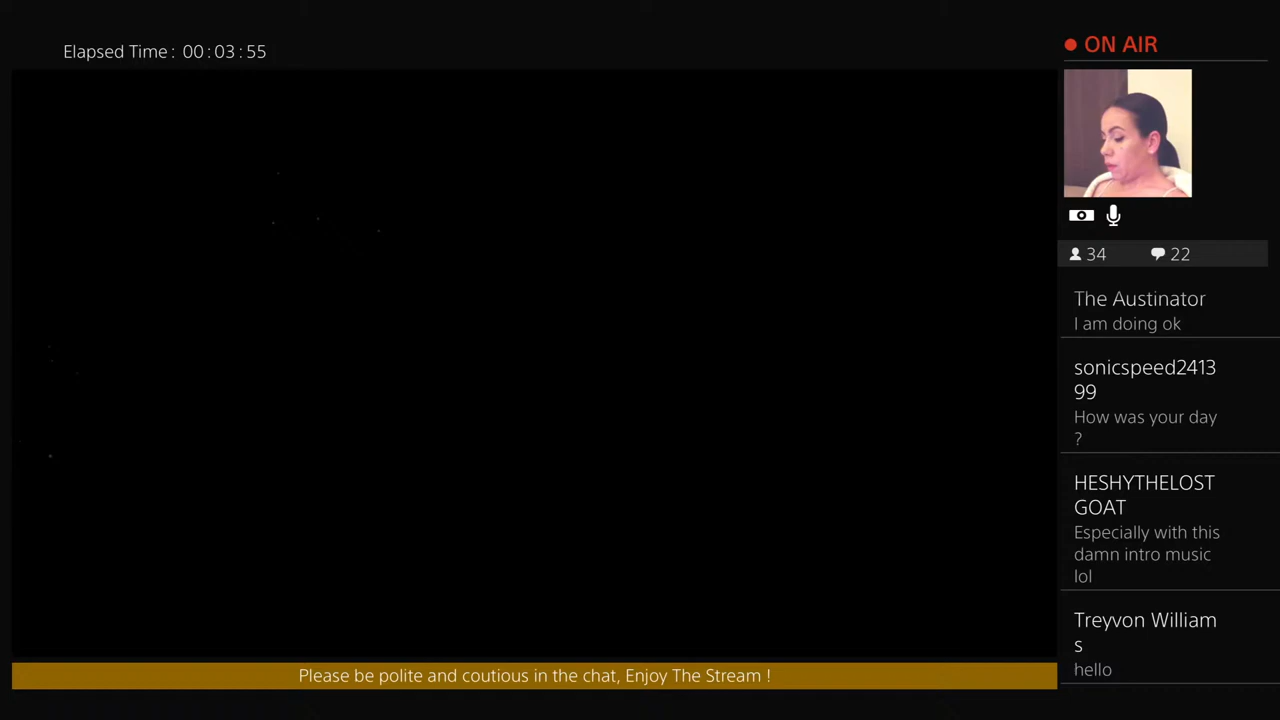 Elapsed Time: 00:03:55
ON AIR
34 22
The Austinator
I am doing ok
sonicspeed2413
99
How was your day
?
HESHYTHELOST
GOAT
Especially with this
damn intro music
lol
Treyvon William
s
hello
Please be polite and coutious in the chat, Enjoy The Stream !